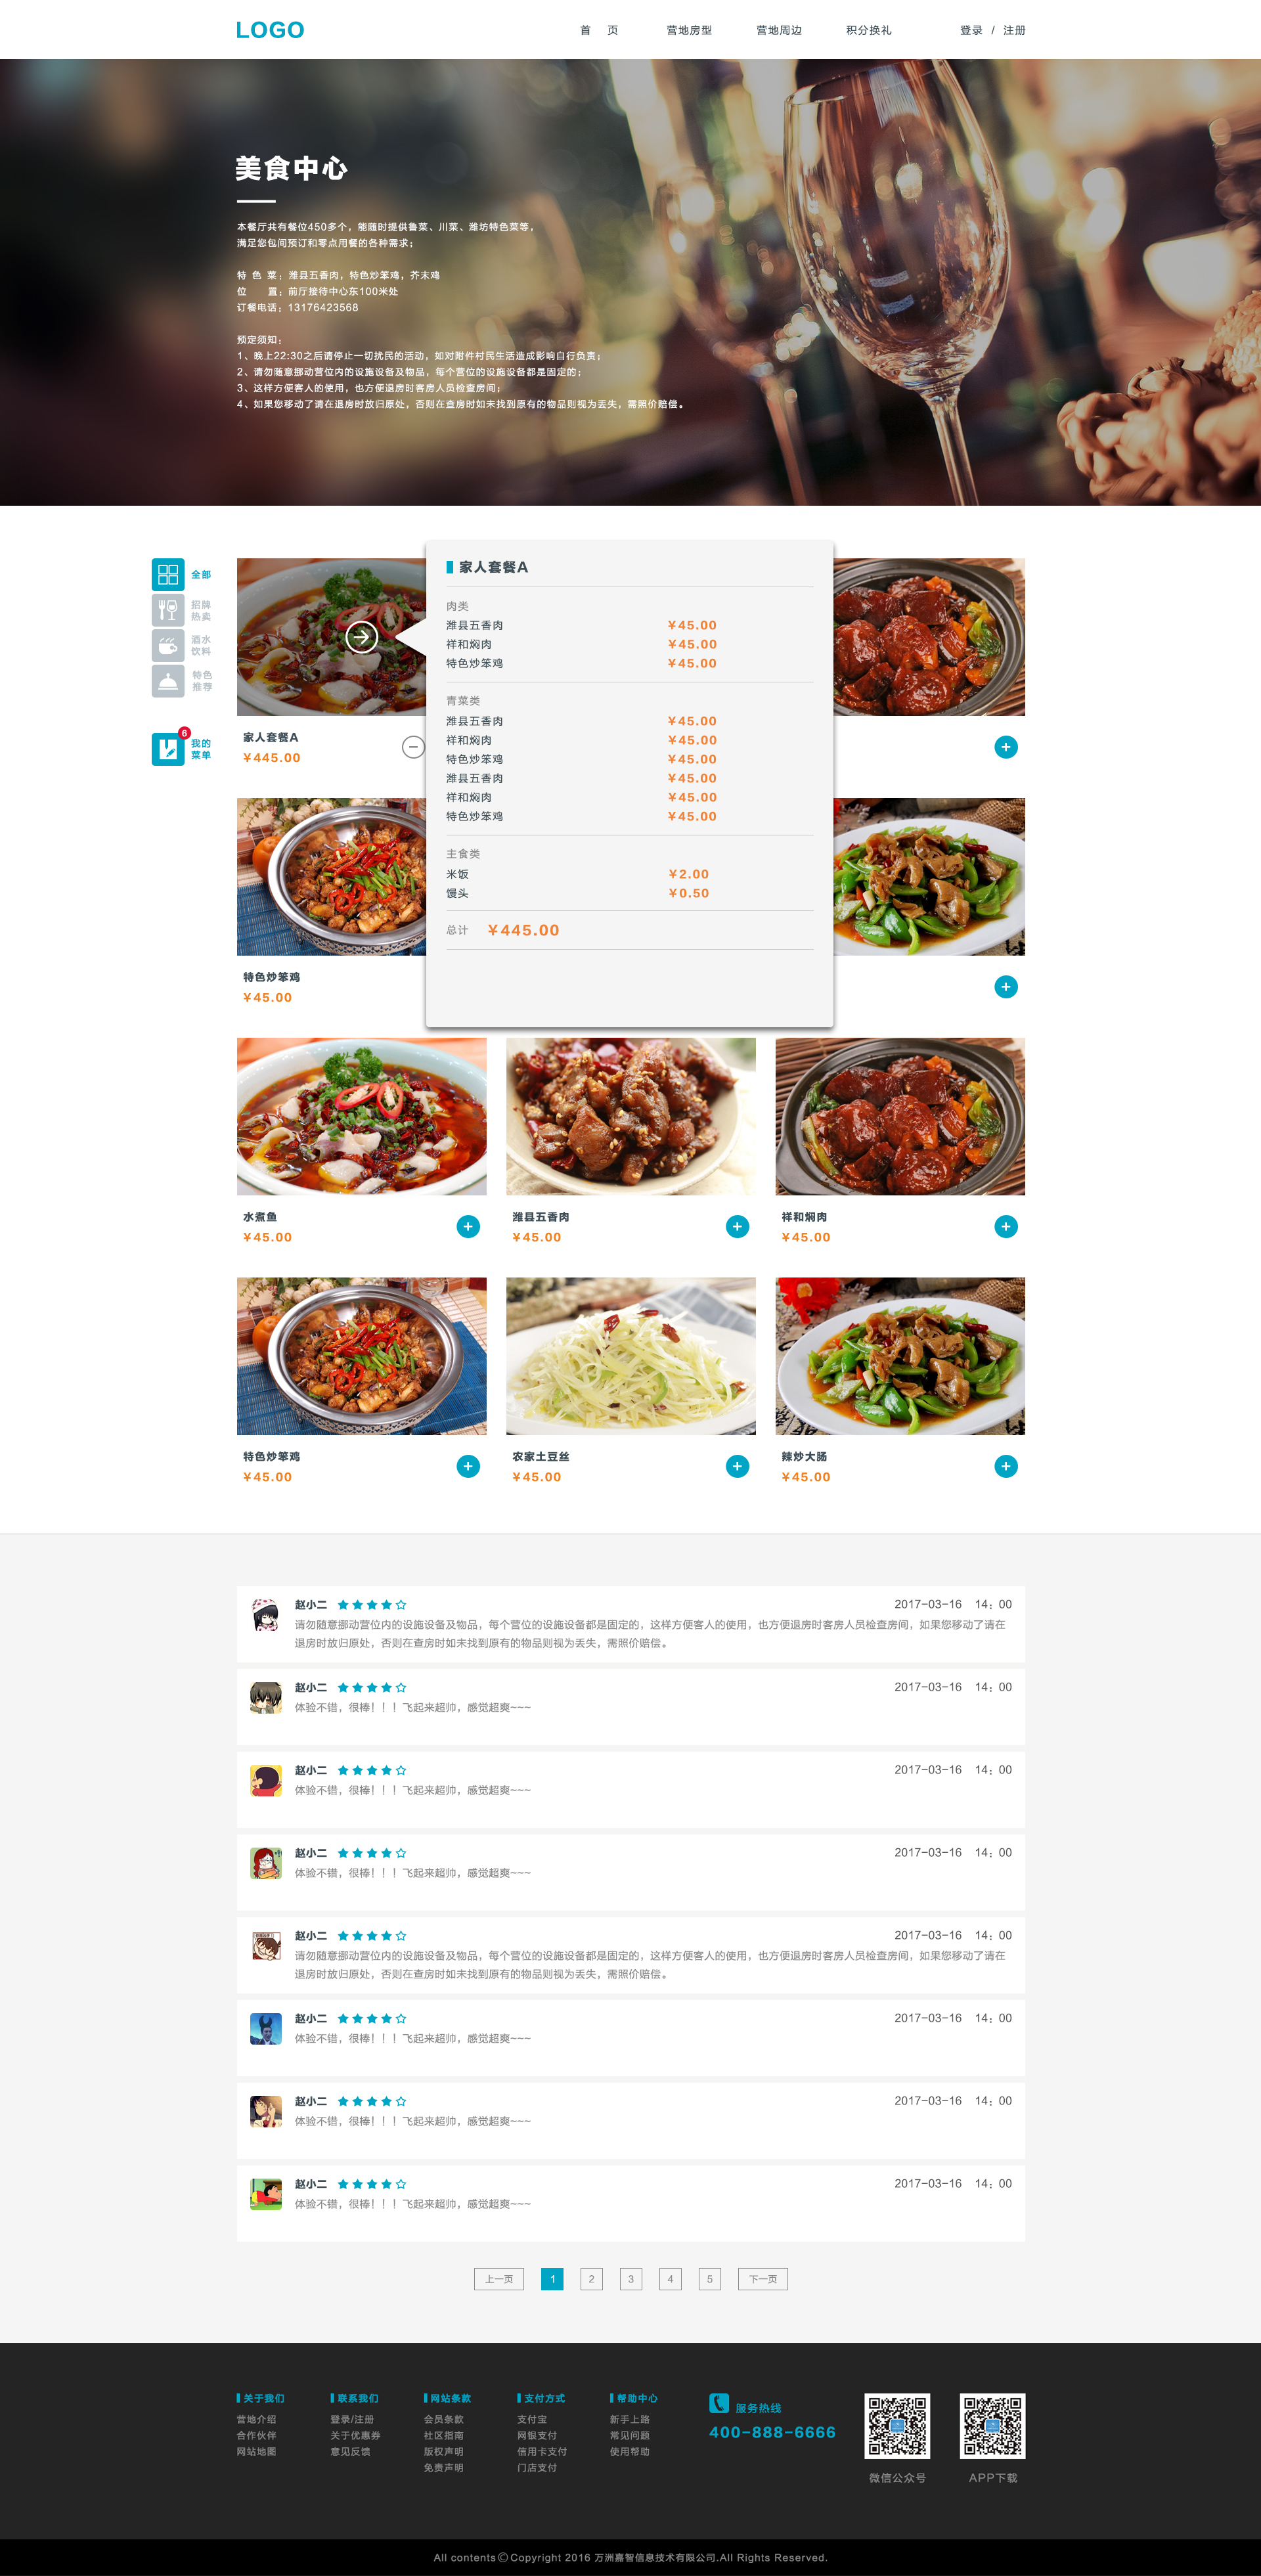 LOGO
首 页 营地房型 营地周边 积分换礼 登录 / 注册
美食中心
本餐厅共有餐位450多个，能随时提供鲁菜、川菜、潍坊特色菜等，
满足您包间预订和零点用餐的各种需求；
特 色 菜：潍县五香肉，特色炒笨鸡，芥末鸡
位 置：前厅接待中心东100米处
订餐电话：13176423568
预定须知：
1、晚上22:30之后请停止一切扰民的活动，如对附件村民生活造成影响自行负责；
2、请勿随意挪动营位内的设施设备及物品，每个营位的设施设备都是固定的；
3、这样方便客人的使用，也方便退房时客房人员检查房间；
4、如果您移动了请在退房时放归原处，否则在查房时如未找到原有的物品则视为丢失，需照价赔偿。
全部
招牌
热卖
酒水
饮料
特色
推荐
6
我的
菜单
家人套餐A
¥445.00
家人套餐A
肉类
潍县五香肉 ¥45.00
祥和焖肉 ¥45.00
特色炒笨鸡 ¥45.00
青菜类
潍县五香肉 ¥45.00
祥和焖肉 ¥45.00
特色炒笨鸡 ¥45.00
潍县五香肉 ¥45.00
祥和焖肉 ¥45.00
特色炒笨鸡 ¥45.00
主食类
米饭 ¥2.00
馒头 ¥0.50
总计 ¥445.00
特色炒笨鸡
¥45.00
水煮鱼 潍县五香肉 祥和焖肉
¥45.00 ¥45.00 ¥45.00
特色炒笨鸡 农家土豆丝 辣炒大肠
¥45.00 ¥45.00 ¥45.00
赵小二 2017-03-16 14：00
请勿随意挪动营位内的设施设备及物品，每个营位的设施设备都是固定的，这样方便客人的使用，也方便退房时客房人员检查房间，如果您移动了请在
退房时放归原处，否则在查房时如未找到原有的物品则视为丢失，需照价赔偿。
赵小二 2017-03-16 14：00
体验不错，很棒！！！飞起来超帅，感觉超爽~~~
赵小二 2017-03-16 14：00
体验不错，很棒！！！飞起来超帅，感觉超爽~~~
赵小二 2017-03-16 14：00
体验不错，很棒！！！飞起来超帅，感觉超爽~~~
赵小二 2017-03-16 14：00
请勿随意挪动营位内的设施设备及物品，每个营位的设施设备都是固定的，这样方便客人的使用，也方便退房时客房人员检查房间，如果您移动了请在
退房时放归原处，否则在查房时如未找到原有的物品则视为丢失，需照价赔偿。
赵小二 2017-03-16 14：00
体验不错，很棒！！！飞起来超帅，感觉超爽~~~
赵小二 2017-03-16 14：00
体验不错，很棒！！！飞起来超帅，感觉超爽~~~
赵小二 2017-03-16 14：00
体验不错，很棒！！！飞起来超帅，感觉超爽~~~
上一页 1 2 3 4 5 下一页
关于我们 联系我们 网站条款 支付方式 帮助中心 服务热线
营地介绍 登录/注册 会员条款 支付宝 新手上路
合作伙伴 关于优惠券 社区指南 网银支付 常见问题 400-888-6666
网站地图 意见反馈 版权声明 信用卡支付 使用帮助
免责声明 门店支付
微信公众号 APP下载
All contents©Copyright 2016 万洲嘉智信息技术有限公司.All Rights Reserved.